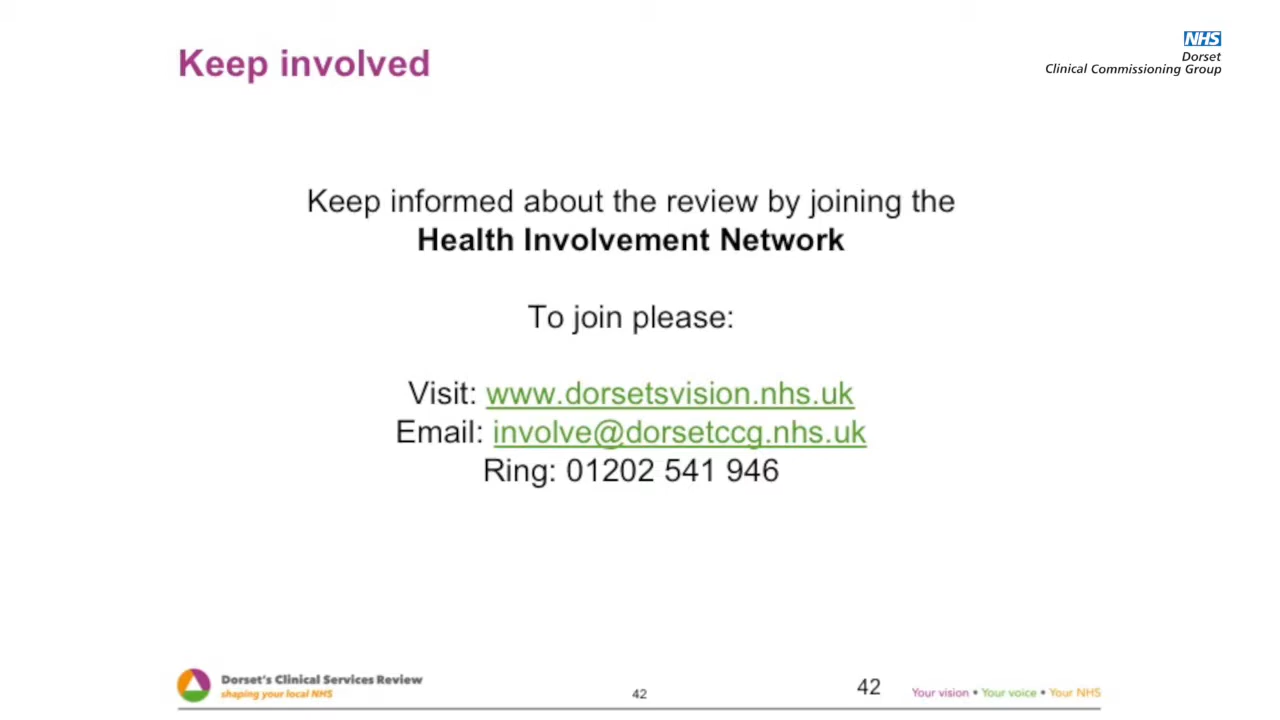 Keep involved
NHS
Dorset
Clinical Commissioning Group
Keep informed about the review by joining the
Health Involvement Network
To join please:
Visit: www.dorsetsvision.nhs.uk
Email: involve@dorsetccg.nhs.uk
Ring: 01202 541 946
Dorset's Clinical Services Review
shaping your local NHS
42
42
Your vision • Your voice • Your NHS